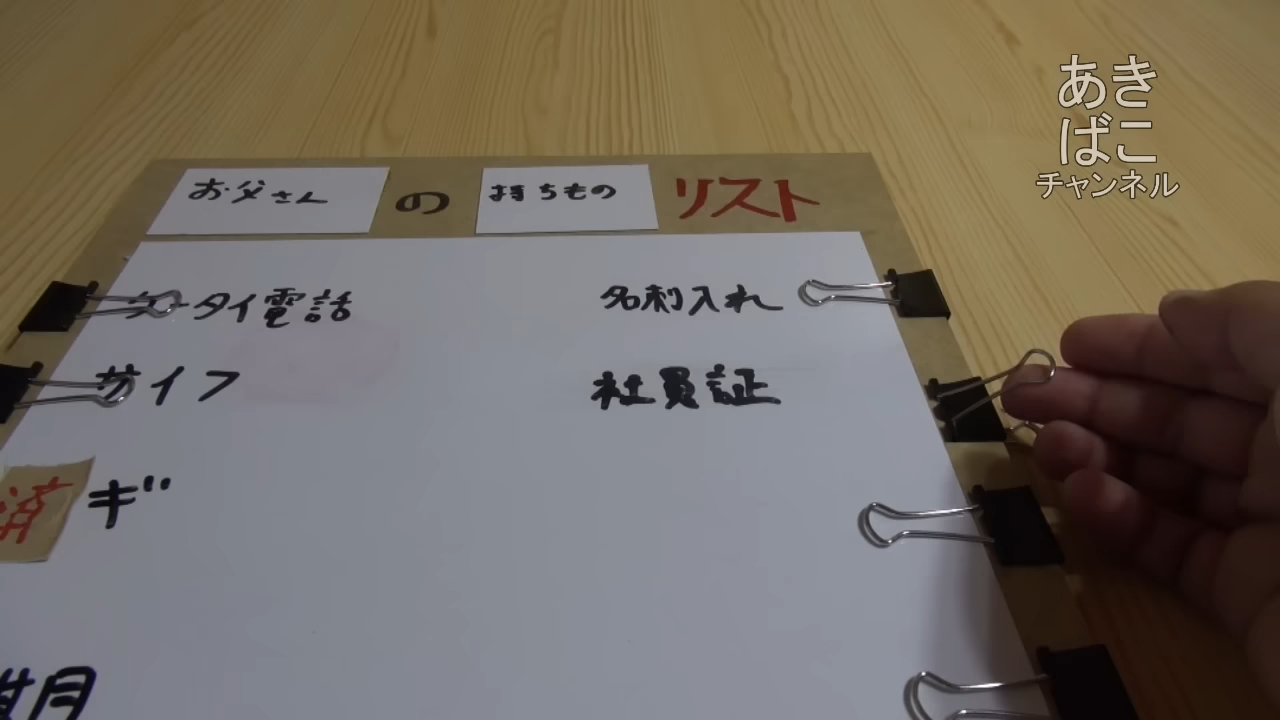 あき
ばこ
チャンネル
お父さん の 持ちもの リスト
ケータイ電話
名刺入れ
サイフ
社員証
済
ギ
期